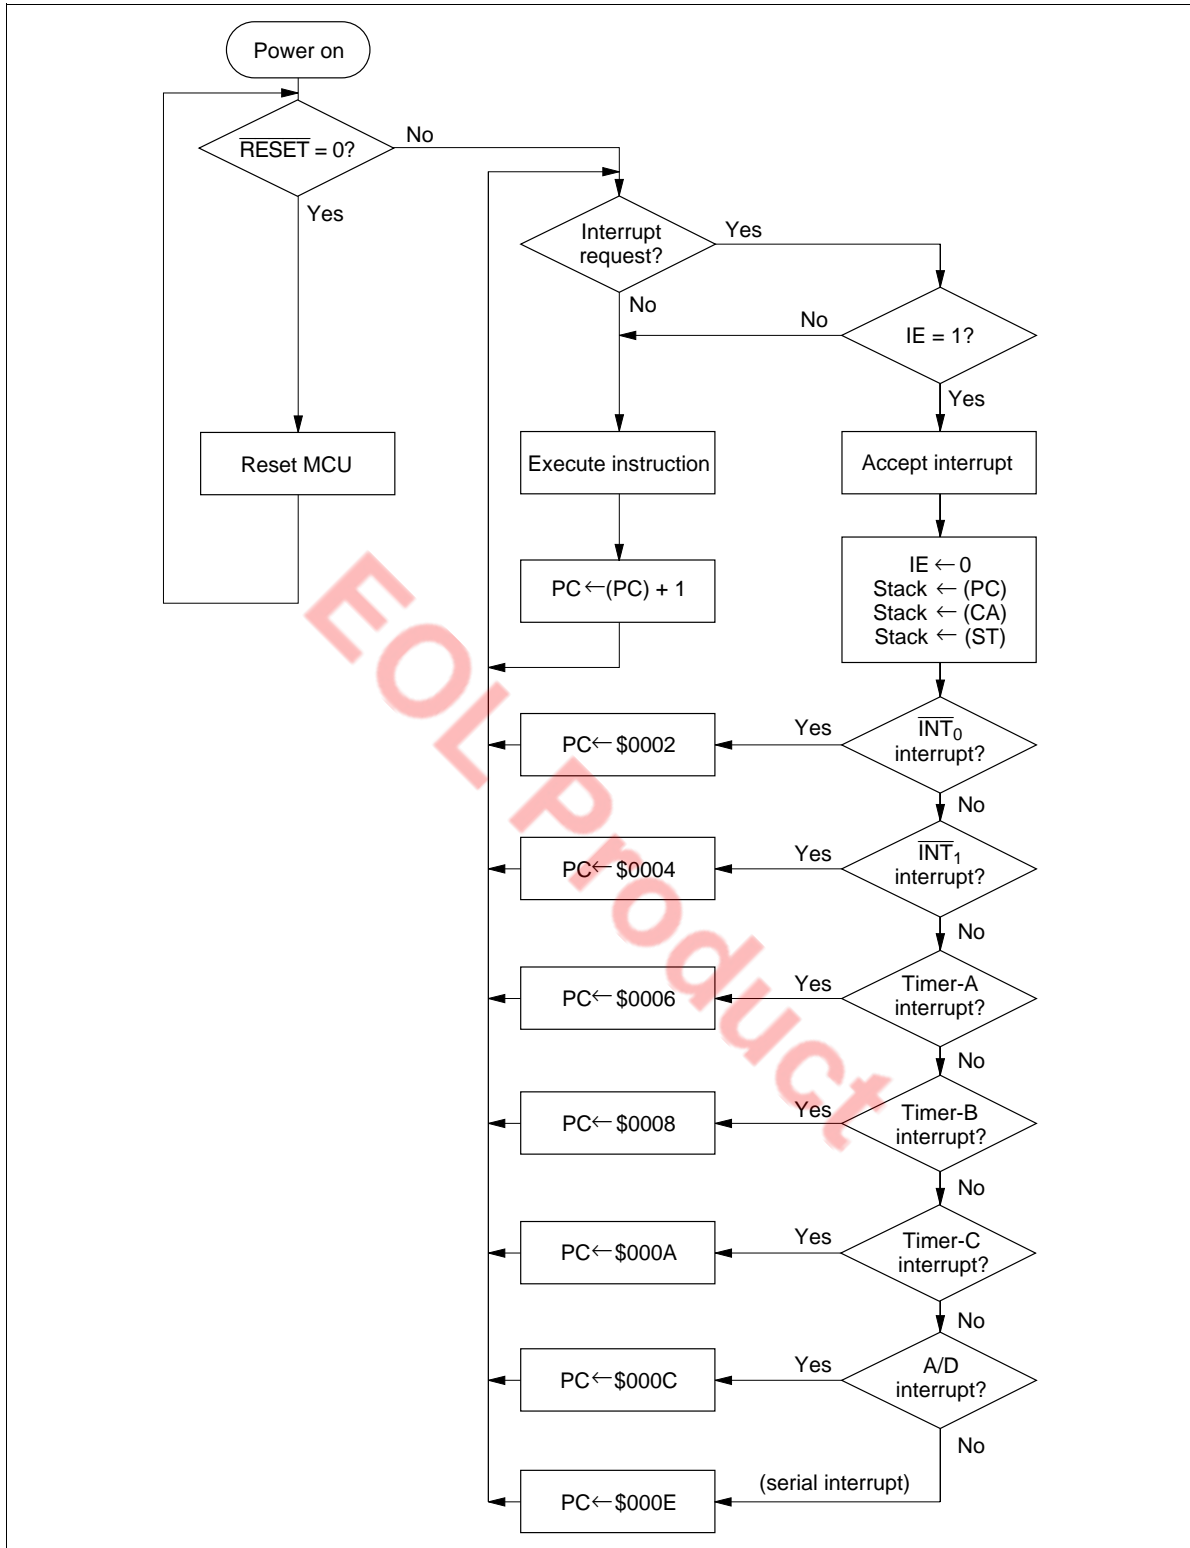 Power on
RESET = 0?
No
Yes
Interrupt
request?
Yes
No
No
IE = 1?
Yes
Reset MCU
Execute instruction
Accept interrupt
PC ← (PC) + 1
IE ← 0
Stack ← (PC)
Stack ← (CA)
Stack ← (ST)
PC ← $0002
Yes
INT0
interrupt?
No
PC ← $0004
Yes
INT1
interrupt?
No
PC ← $0006
Yes
Timer-A
interrupt?
No
PC ← $0008
Yes
Timer-B
interrupt?
No
PC ← $000A
Yes
Timer-C
interrupt?
No
PC ← $000C
Yes
A/D
interrupt?
No
PC ← $000E
(serial interrupt)
EOL Product